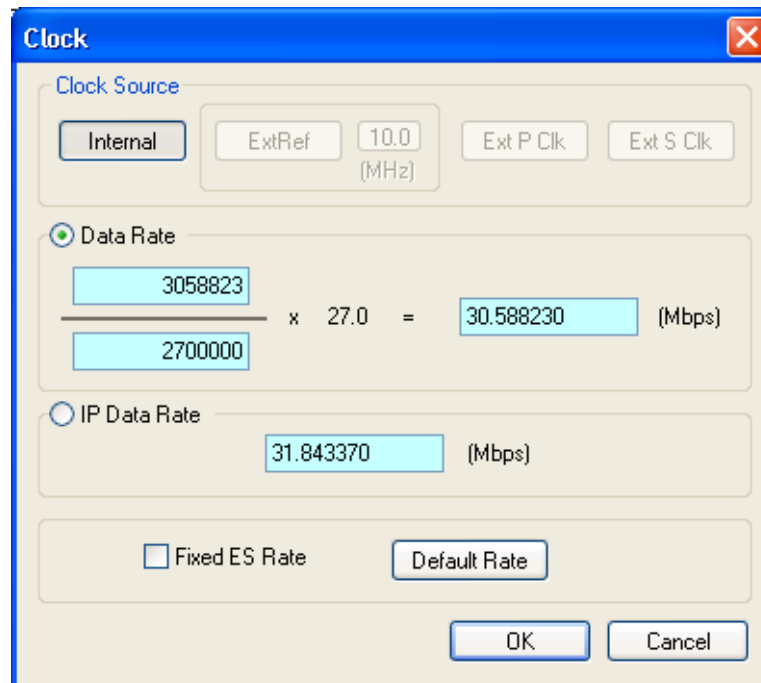 Clock
Clock Source
Internal ExtRef 10.0 Ext P Clk Ext S Clk
(MHz)
Data Rate
3058823
x 27.0 = 30.588230 (Mbps)
2700000
IP Data Rate
31.843370 (Mbps)
Fixed ES Rate Default Rate
OK Cancel